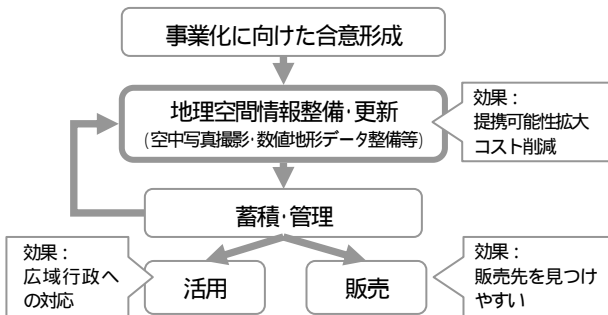 事業化に向けた合意形成
地理空間情報整備・更新
(空中写真撮影・数値地形データ整備等)
効果：
提携可能性拡大
コスト削減
蓄積・管理
効果：
広域行政へ
の対応
活用
販売
効果：
販売先を見つけ
やすい